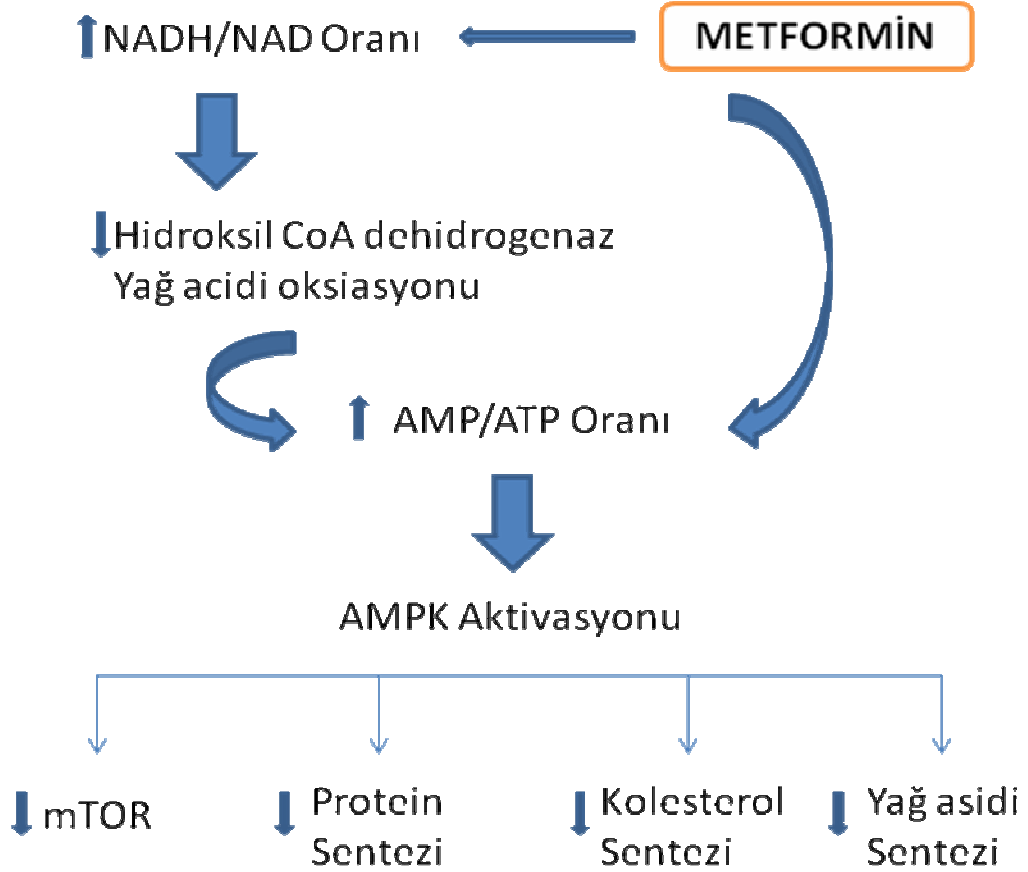 NADH/NAD Oranı
METFORMİN
Hidroksil CoA dehidrogenaz
Yağ acidi oksiasyonu
AMP/ATP Oranı
AMPK Aktivasyonu
mTOR
Protein
Sentezi
Kolesterol
Sentezi
Yağ asidi
Sentezi